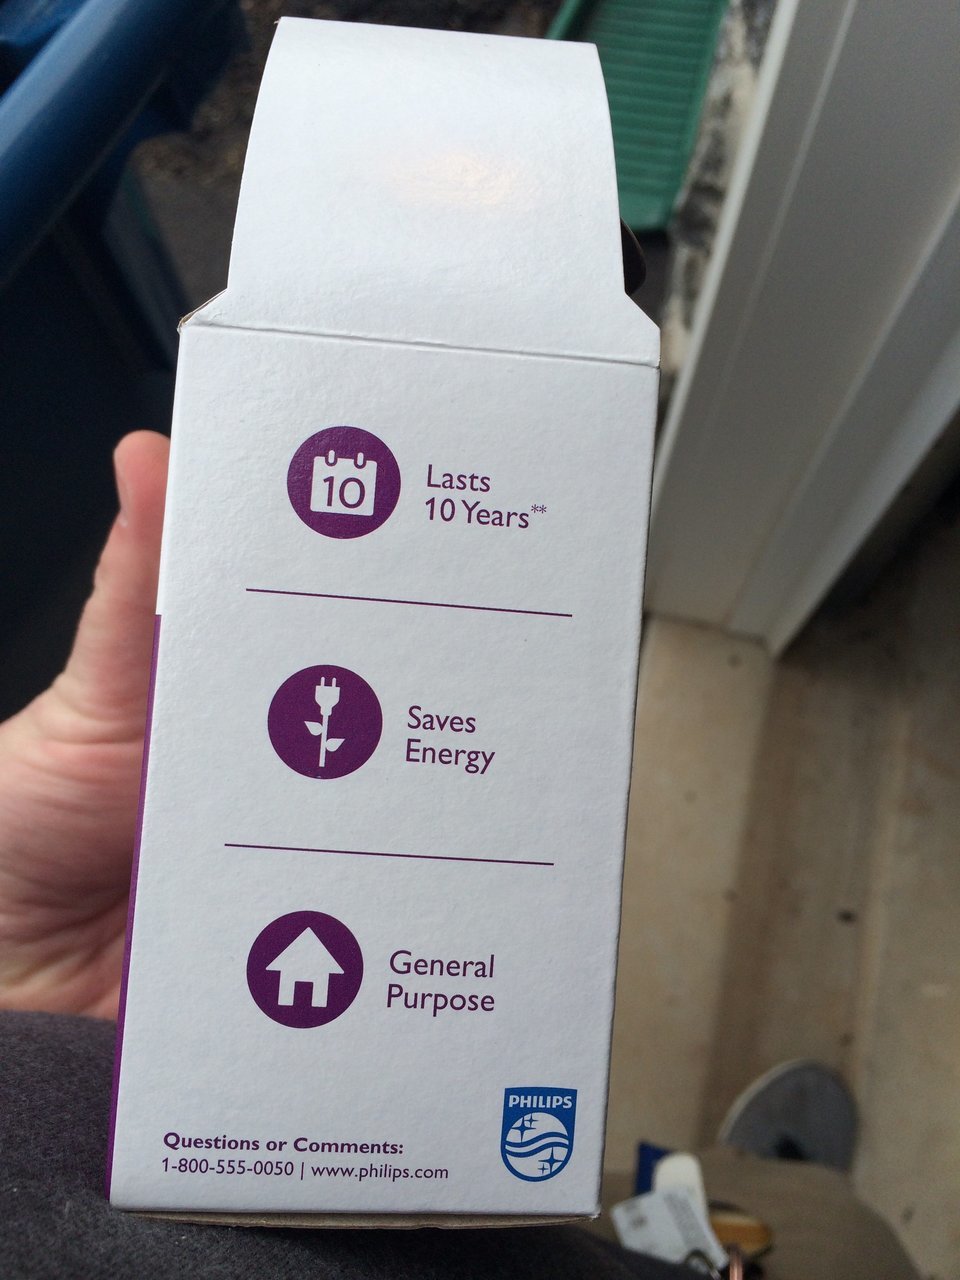 10
Lasts
10 Years**
Saves
Energy
General
Purpose
PHILIPS
Questions or Comments:
1-800-555-0050 | www.philips.com